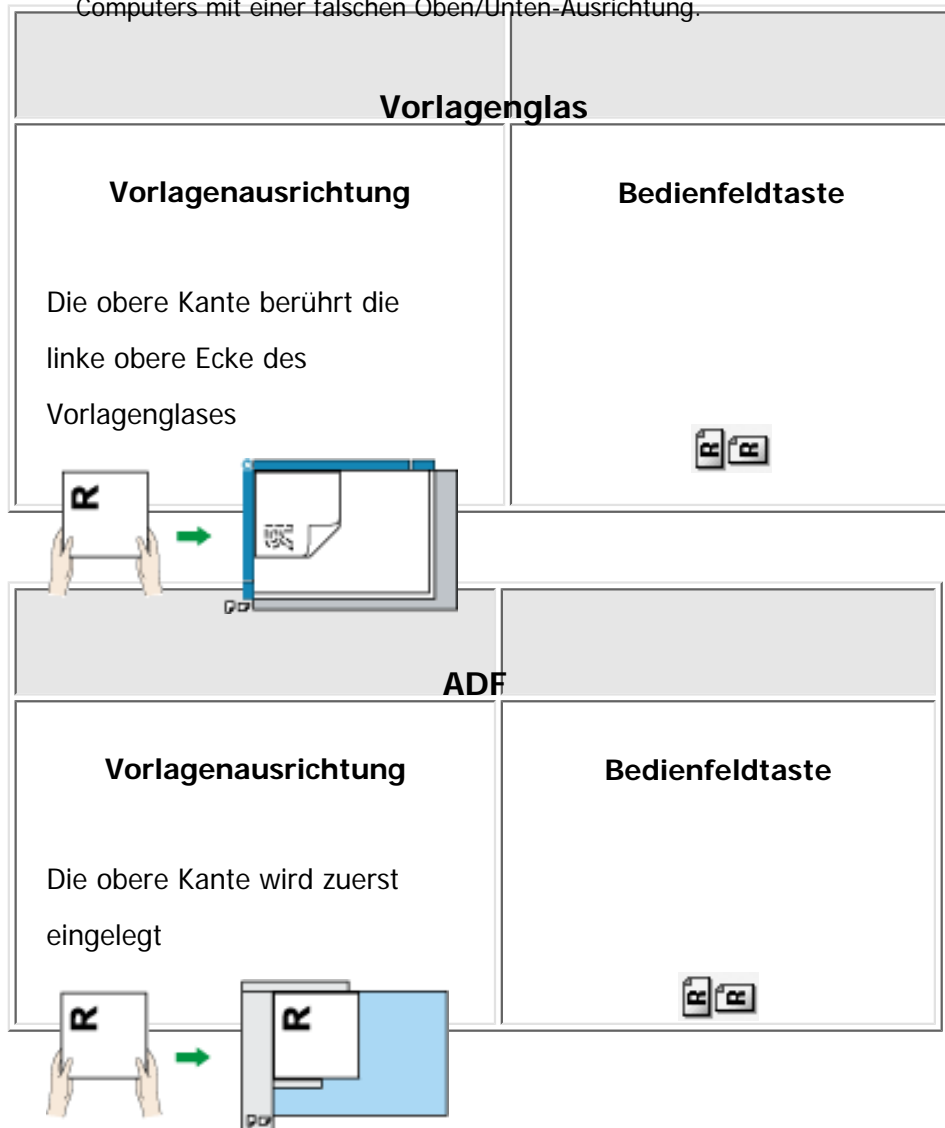 Computers mit einer falschen Oben/Unten-Ausrichtung.
Vorlagenglas
Vorlagenausrichtung
Bedienfeldtaste
Die obere Kante berührt die
linke obere Ecke des
Vorlagenglases
R R
R
ADF
Vorlagenausrichtung
Bedienfeldtaste
Die obere Kante wird zuerst
eingelegt
R R
R
R